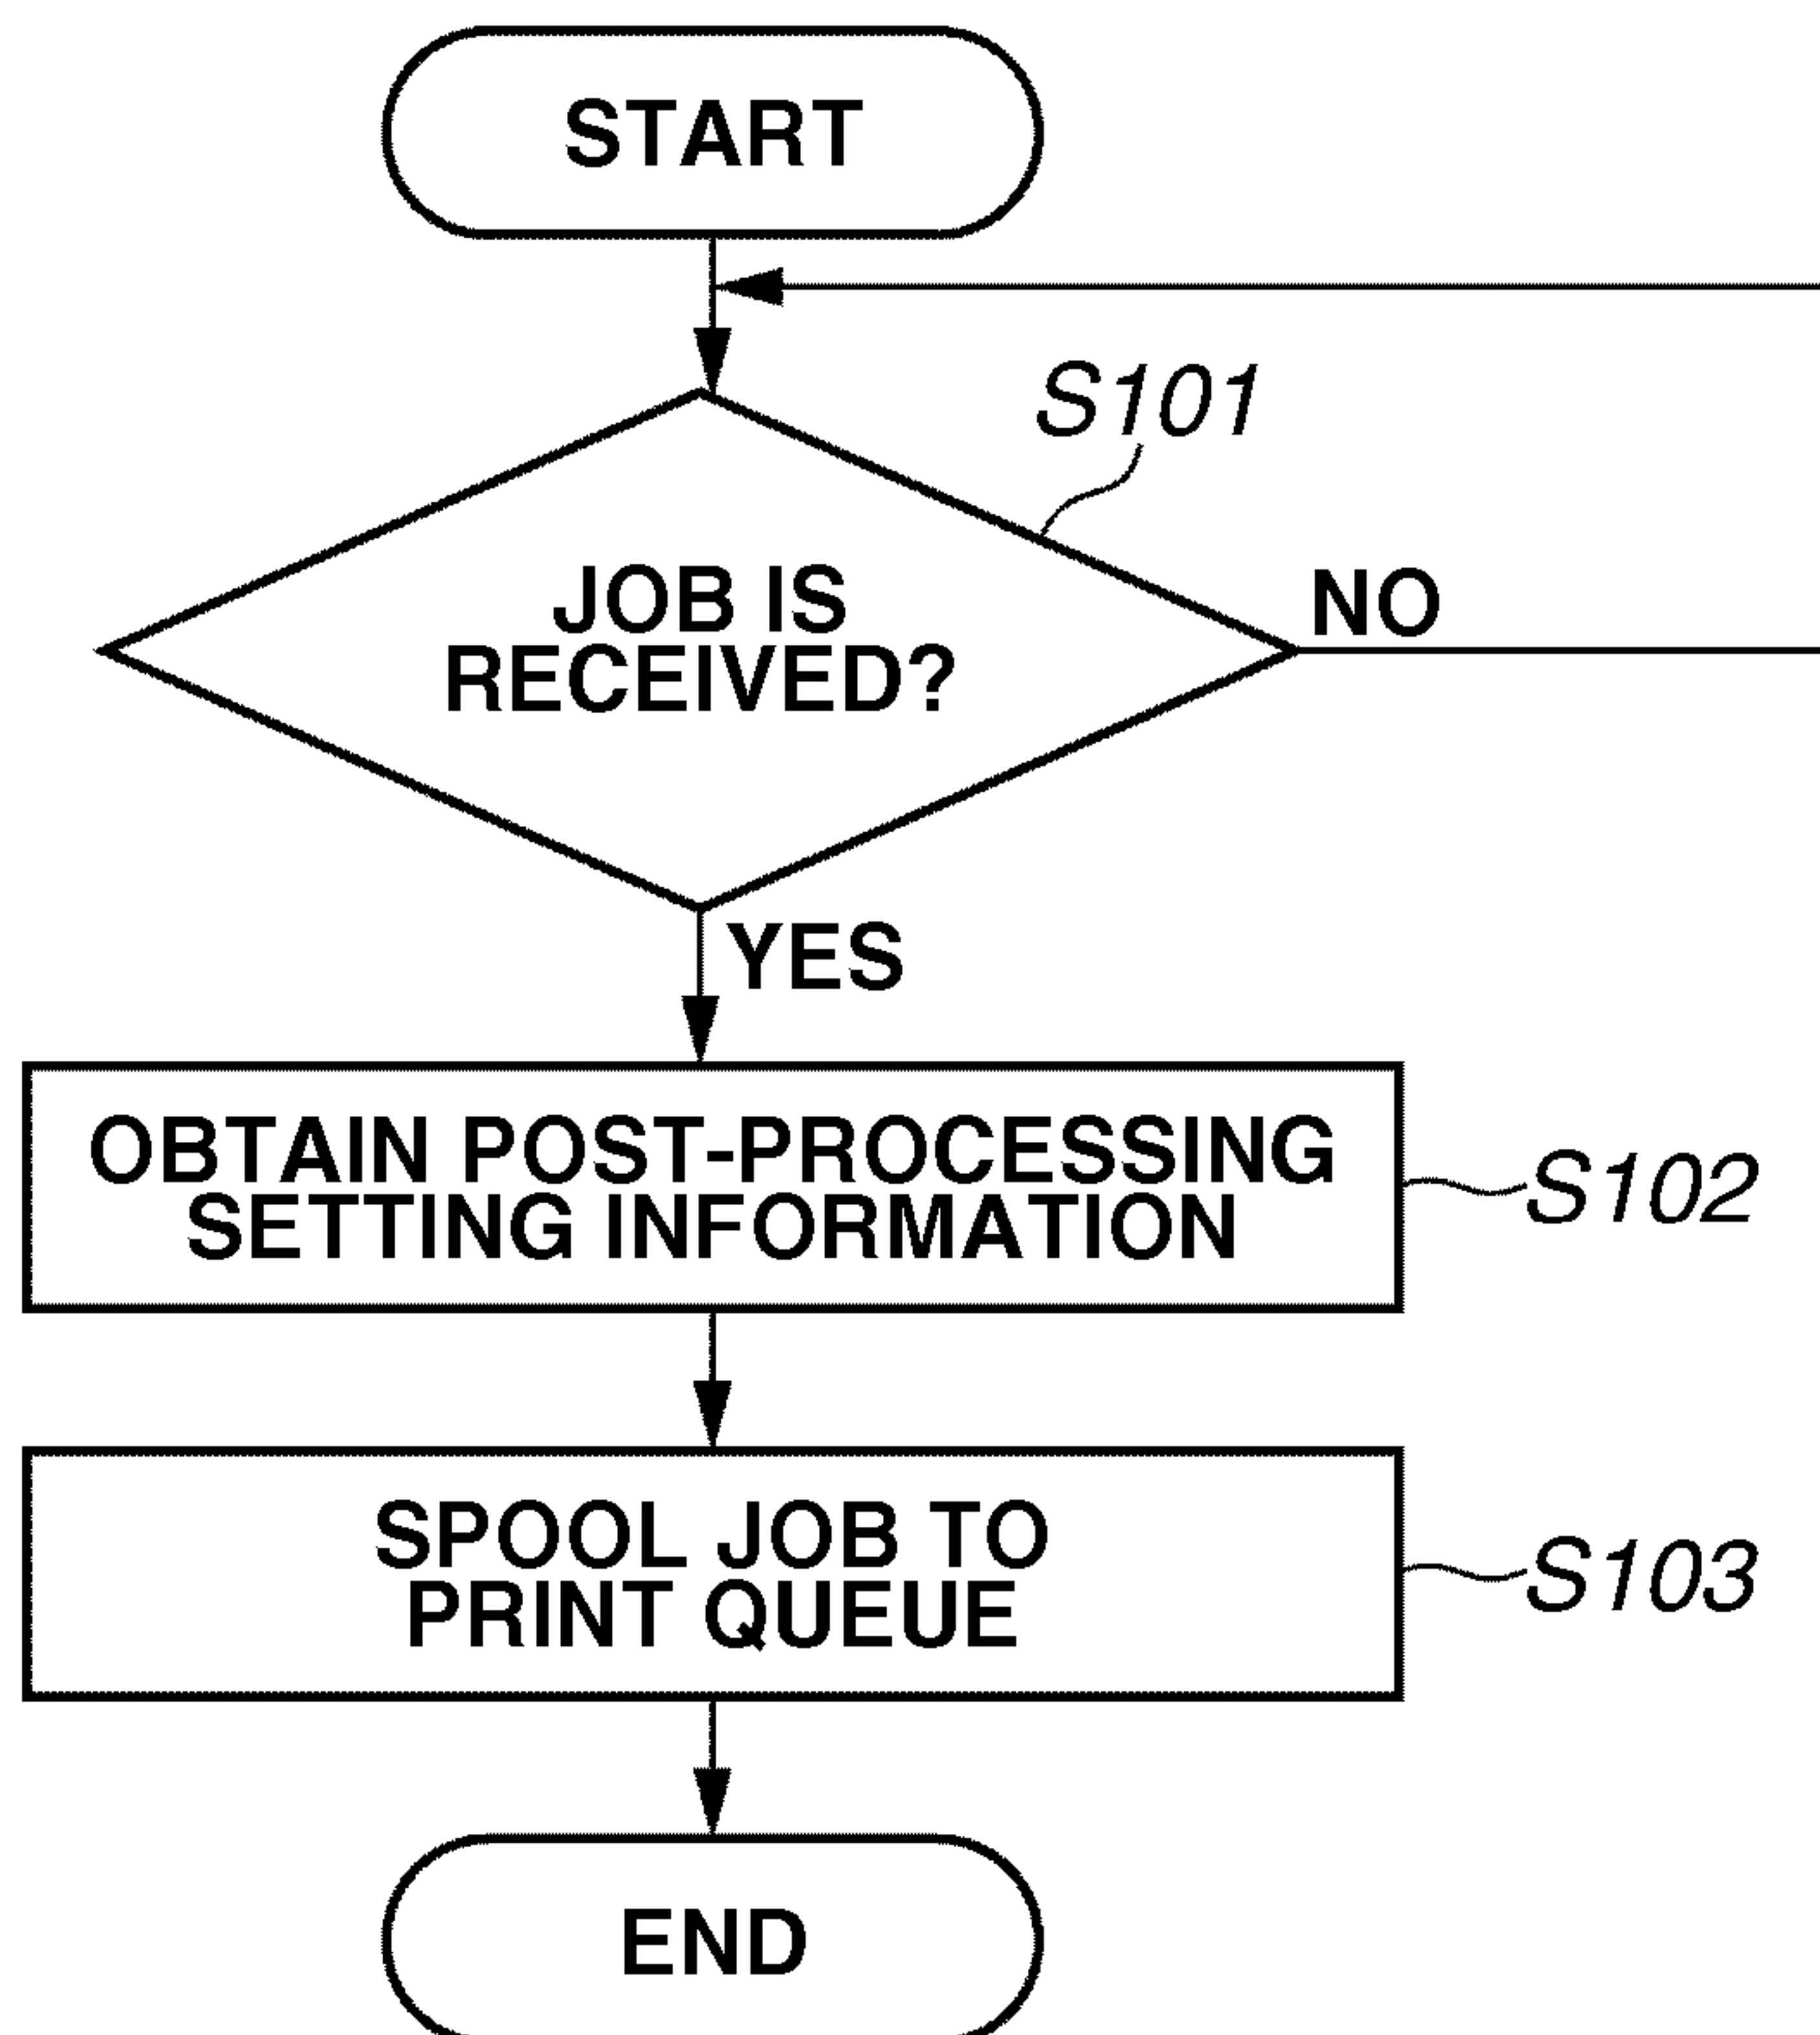 START
S101
JOB IS
RECEIVED?
NO
YES
OBTAIN POST-PROCESSING
SETTING INFORMATION
S102
SPOOL JOB TO
PRINT QUEUE
S103
END